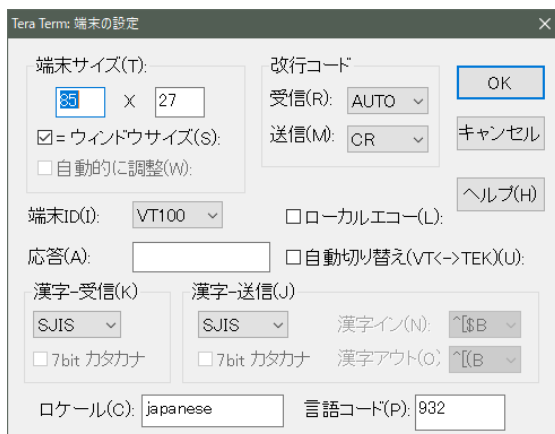 Tera Term: 端末の設定
端末サイズ(T):
85 X 27
=ウィンドウサイズ(S):
自動的に調整(W):
改行コード
受信(R): AUTO
送信(M): CR
OK
キャンセル
ヘルプ(H)
端末ID(I): VT100
ローカルエコー(L):
応答(A):
自動切り替え(VT<->TEK)(U):
漢字-受信(K)
SJIS
7bit カタカナ
漢字-送信(J)
SJIS
7bit カタカナ
漢字イン(N): ^[$B
漢字アウト(O) ^[(B
ロケール(C): japanese
言語コード(P): 932